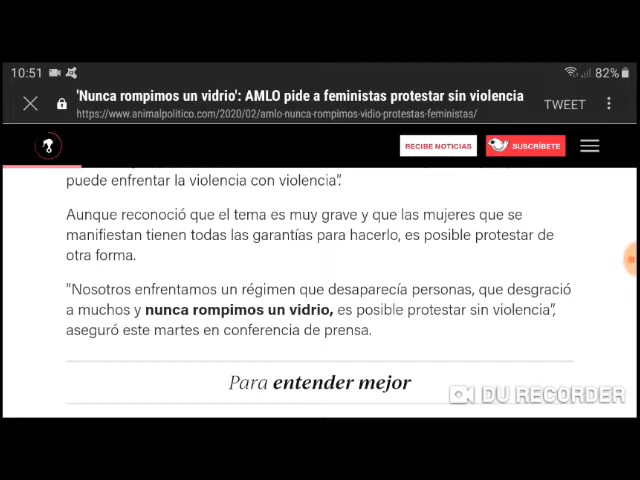 10:51
82%
'Nunca rompimos un vidrio': AMLO pide a feministas protestar sin violencia
https://www.animalpolitico.com/2020/02/amlo-nunca-rompimos-vidio-protestas-feministas/
TWEET
RECIBE NOTICIAS
SUSCRÍBETE
puede enfrentar la violencia con violencia”.
Aunque reconoció que el tema es muy grave y que las mujeres que se
manifiestan tienen todas las garantías para hacerlo, es posible protestar de
otra forma.
“Nosotros enfrentamos un régimen que desaparecía personas, que desgració
a muchos y nunca rompimos un vidrio, es posible protestar sin violencia”,
aseguró este martes en conferencia de prensa.
Para entender mejor
DU RECORDER